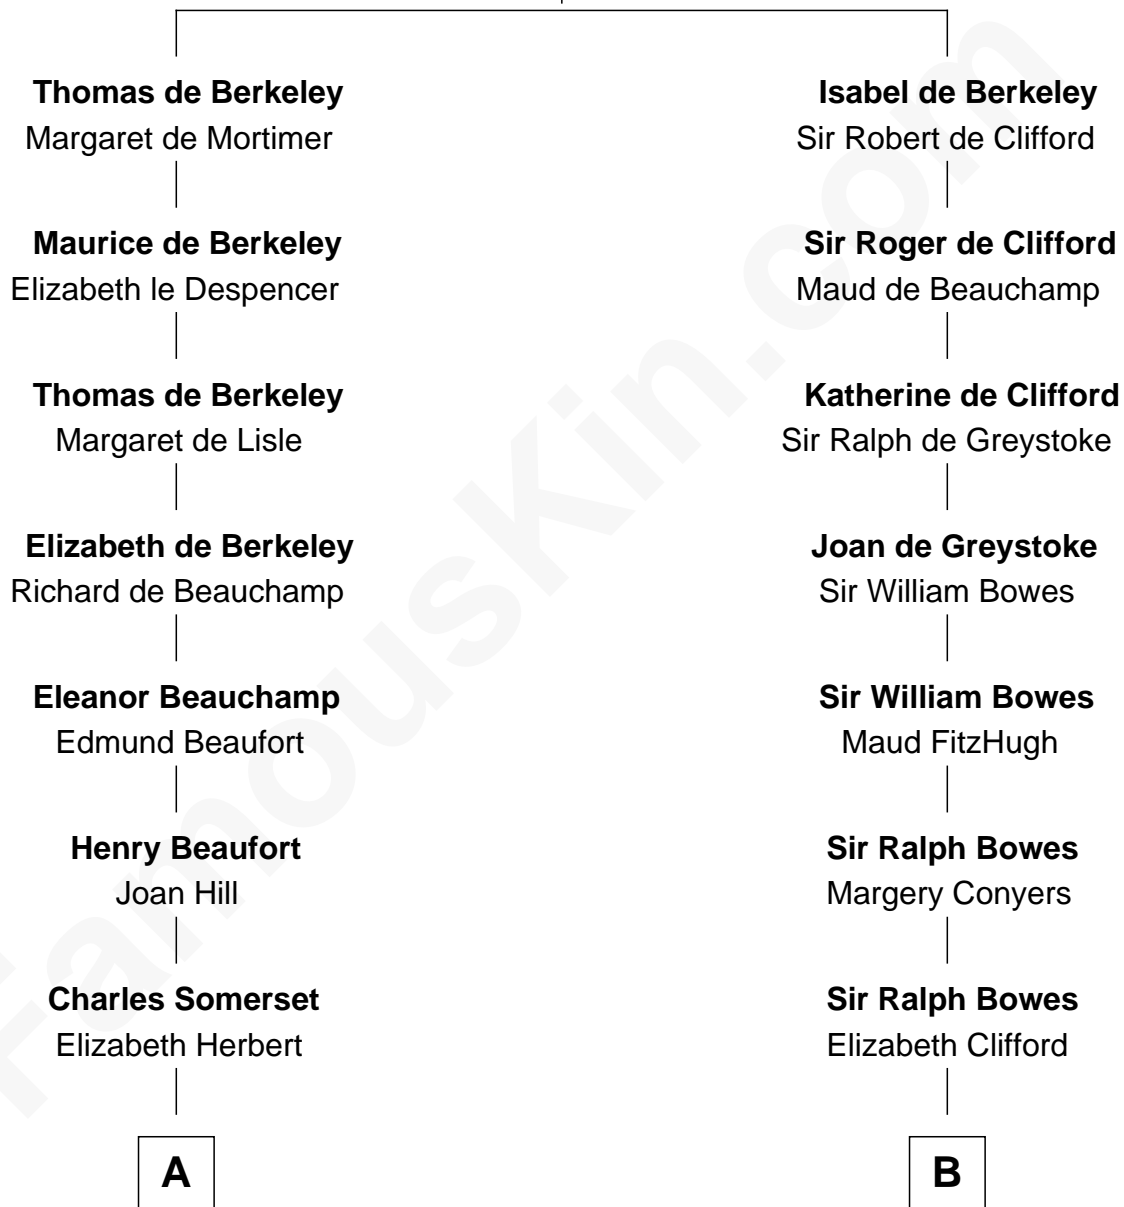 Thomas de Berkeley
Margaret de Mortimer
Maurice de Berkeley
Elizabeth le Despencer
Thomas de Berkeley
Margaret de Lisle
Elizabeth de Berkeley
Richard de Beauchamp
Eleanor Beauchamp
Edmund Beaufort
Henry Beaufort
Joan Hill
Charles Somerset
Elizabeth Herbert
A
Isabel de Berkeley
Sir Robert de Clifford
Sir Roger de Clifford
Maud de Beauchamp
Katherine de Clifford
Sir Ralph de Greystoke
Joan de Greystoke
Sir William Bowes
Sir William Bowes
Maud FitzHugh
Sir Ralph Bowes
Margery Conyers
Sir Ralph Bowes
Elizabeth Clifford
B
FamousKin.com